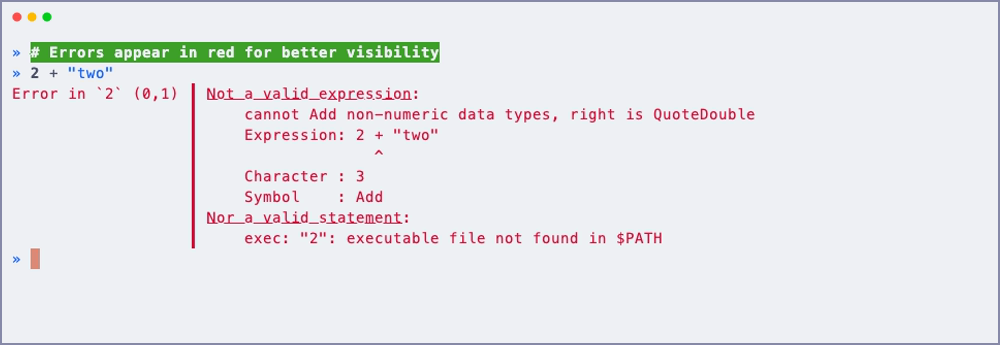 » # Errors appear in red for better visibility
» 2 + "two"
Error in `2` (0,1) Not a valid expression:
cannot Add non-numeric data types, right is QuoteDouble
Expression: 2 + "two"
^
Character : 3
Symbol    : Add
Nor a valid statement:
exec: "2": executable file not found in $PATH
»